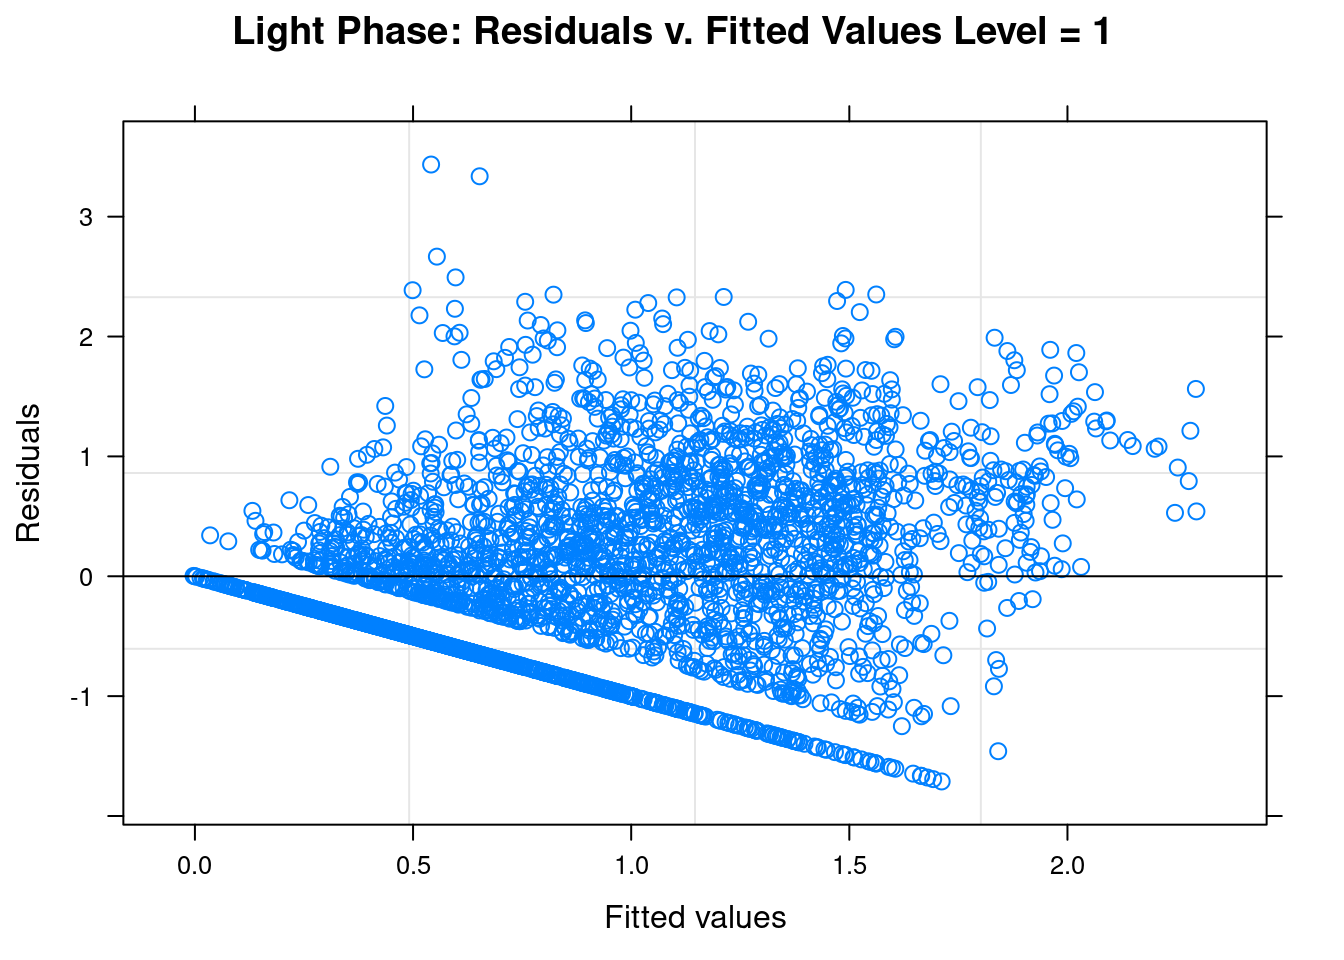 Light Phase: Residuals v. Fitted Values Level = 1
Residuals
3
2
1
0
-1
0.0 0.5 1.0 1.5 2.0
Fitted values